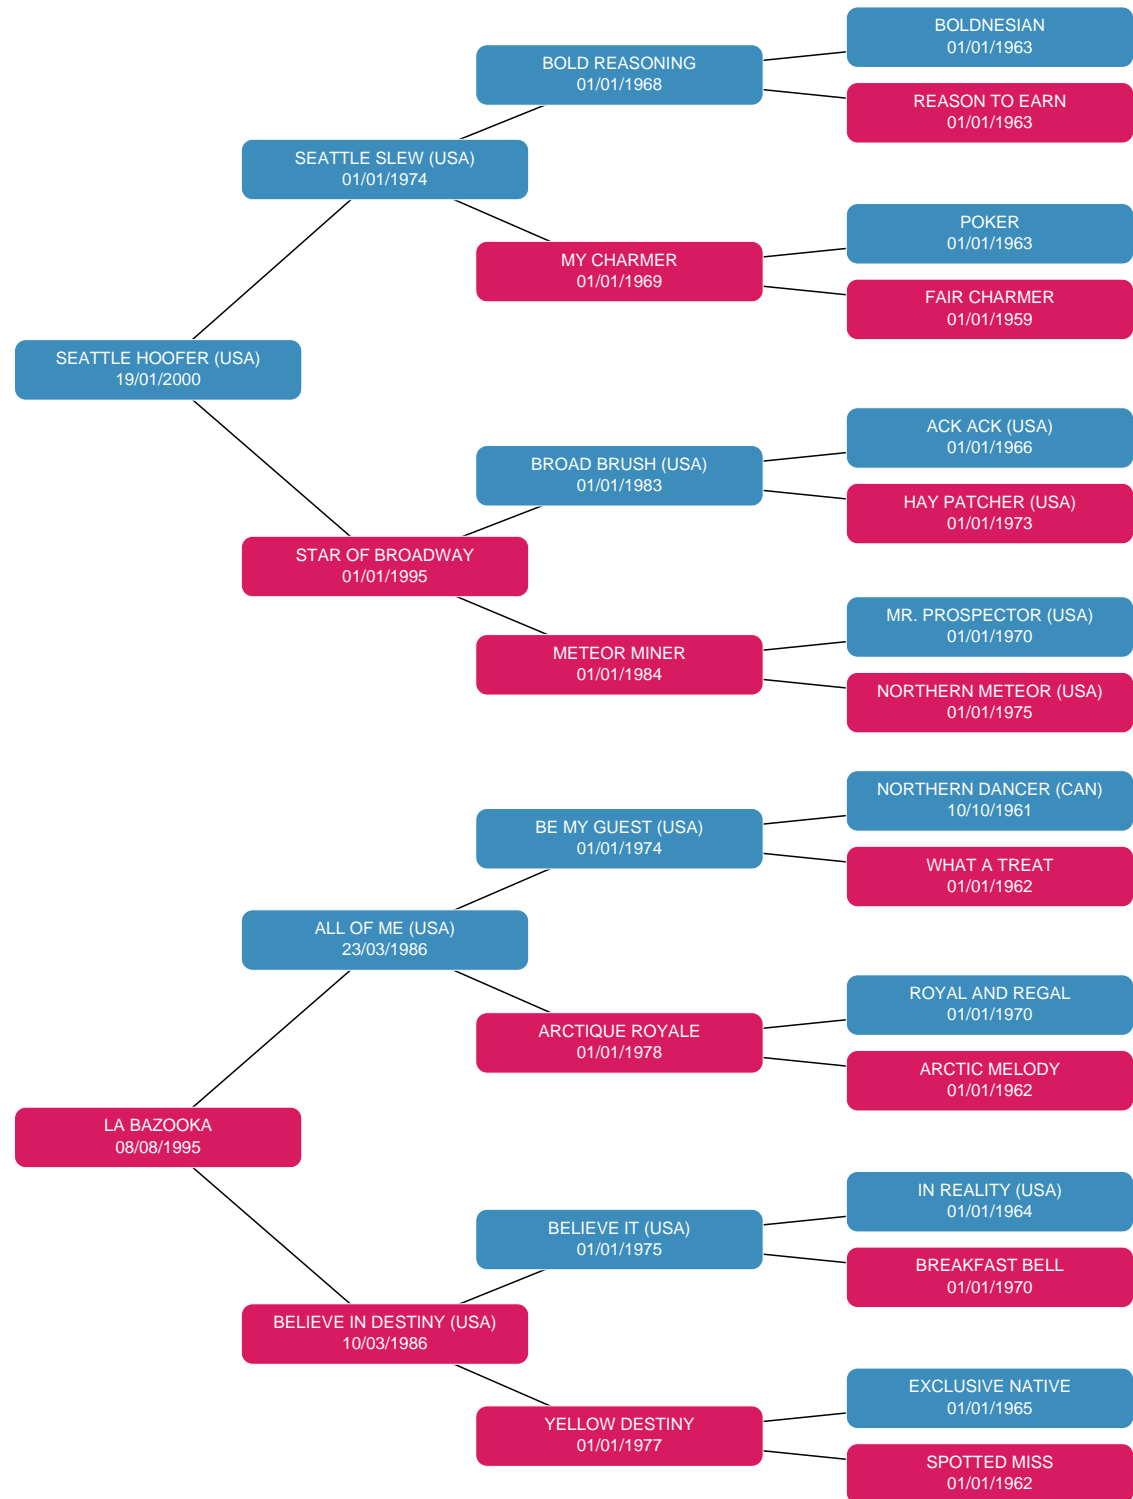 BOLDNESIAN
01/01/1963
BOLD REASONING
01/01/1968
REASON TO EARN
01/01/1963
SEATTLE SLEW (USA)
01/01/1974
POKER
01/01/1963
MY CHARMER
01/01/1969
FAIR CHARMER
01/01/1959
SEATTLE HOOFER (USA)
19/01/2000
ACK ACK (USA)
01/01/1966
BROAD BRUSH (USA)
01/01/1983
HAY PATCHER (USA)
01/01/1973
STAR OF BROADWAY
01/01/1995
MR. PROSPECTOR (USA)
01/01/1970
METEOR MINER
01/01/1984
NORTHERN METEOR (USA)
01/01/1975
NORTHERN DANCER (CAN)
10/10/1961
BE MY GUEST (USA)
01/01/1974
WHAT A TREAT
01/01/1962
ALL OF ME (USA)
23/03/1986
ROYAL AND REGAL
01/01/1970
ARCTIQUE ROYALE
01/01/1978
ARCTIC MELODY
01/01/1962
LA BAZOOKA
08/08/1995
IN REALITY (USA)
01/01/1964
BELIEVE IT (USA)
01/01/1975
BREAKFAST BELL
01/01/1970
BELIEVE IN DESTINY (USA)
10/03/1986
EXCLUSIVE NATIVE
01/01/1965
YELLOW DESTINY
01/01/1977
SPOTTED MISS
01/01/1962